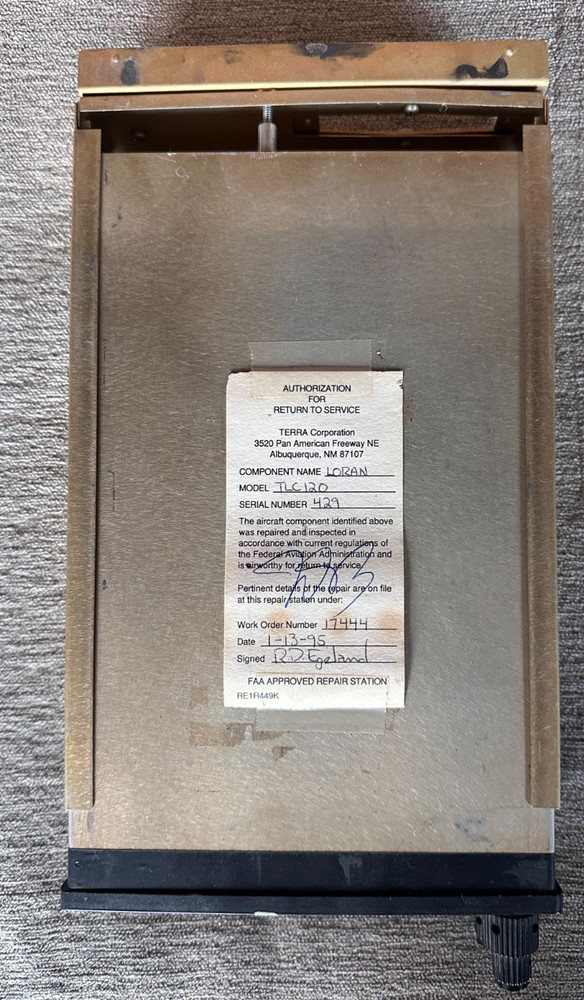 AUTHORIZATION
FOR
RETURN TO SERVICE
TERRA Corporation
3520 Pan American Freeway NE
Albuquerque, NM 87107
COMPONENT NAME LORAN
MODEL TLC120
SERIAL NUMBER 429
The aircraft component identified above
was repaired and inspected in
accordance with current regulations of
the Federal Aviation Administration and
is airworthy for return to service.
Pertinent details of the repair are on file
at this repair station under:
Work Order Number 17444
Date 1-13-95
Signed R.D. Egeland
FAA APPROVED REPAIR STATION
RE1R449K